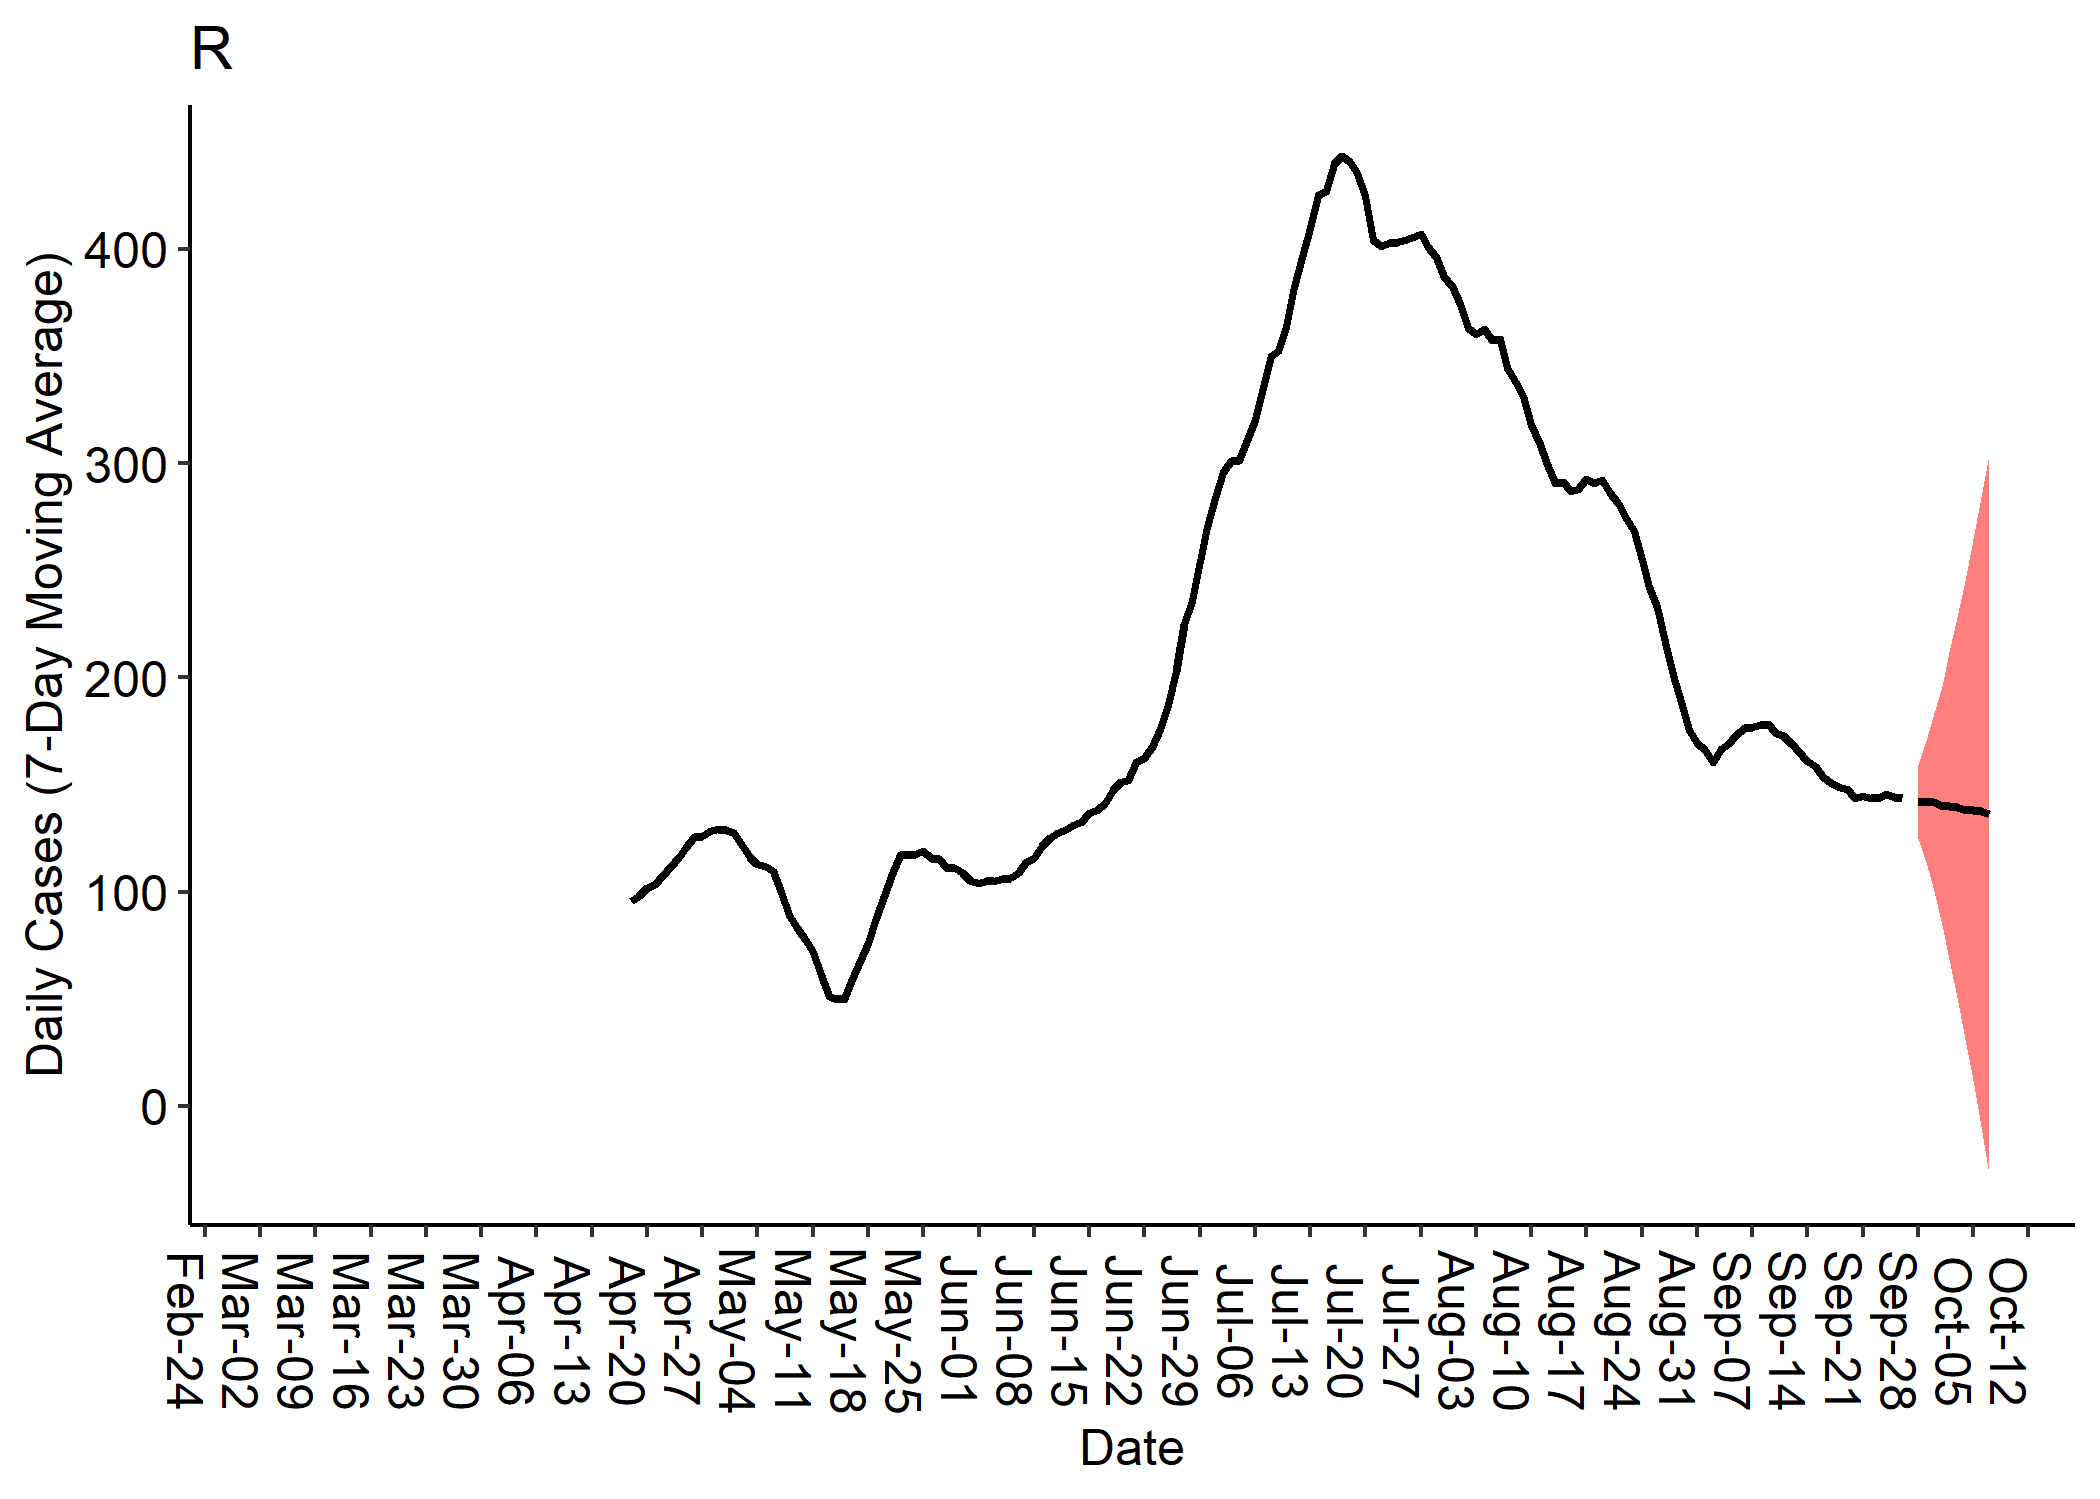 R
Daily Cases (7-Day Moving Average)
400
300
200
100
0
Feb-24
Mar-02
Mar-09
Mar-16
Mar-23
Mar-30
Apr-06
Apr-13
Apr-20
Apr-27
May-04
May-11
May-18
May-25
Jun-01
Jun-08
Jun-15
Jun-22
Jun-29
Jul-06
Jul-13
Jul-20
Jul-27
Aug-03
Aug-10
Aug-17
Aug-24
Aug-31
Sep-07
Sep-14
Sep-21
Sep-28
Oct-05
Oct-12
Date